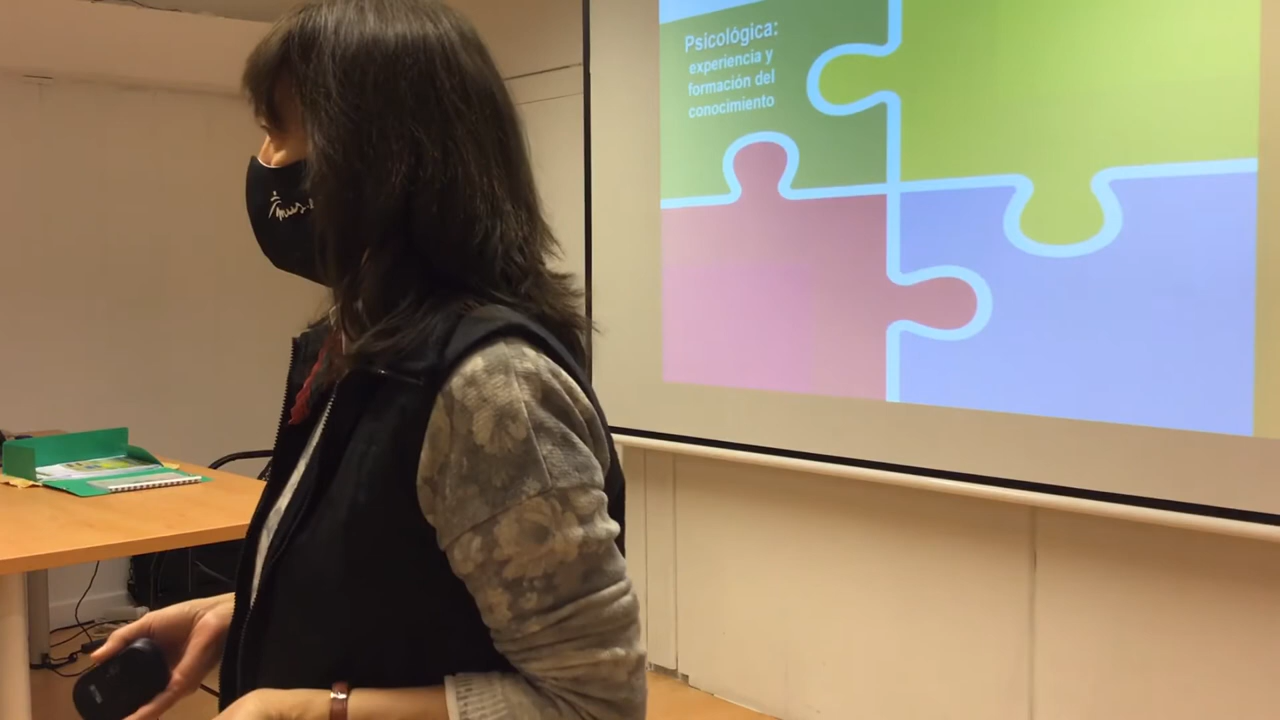 Psicológica:
experiencia y
formación del
conocimiento